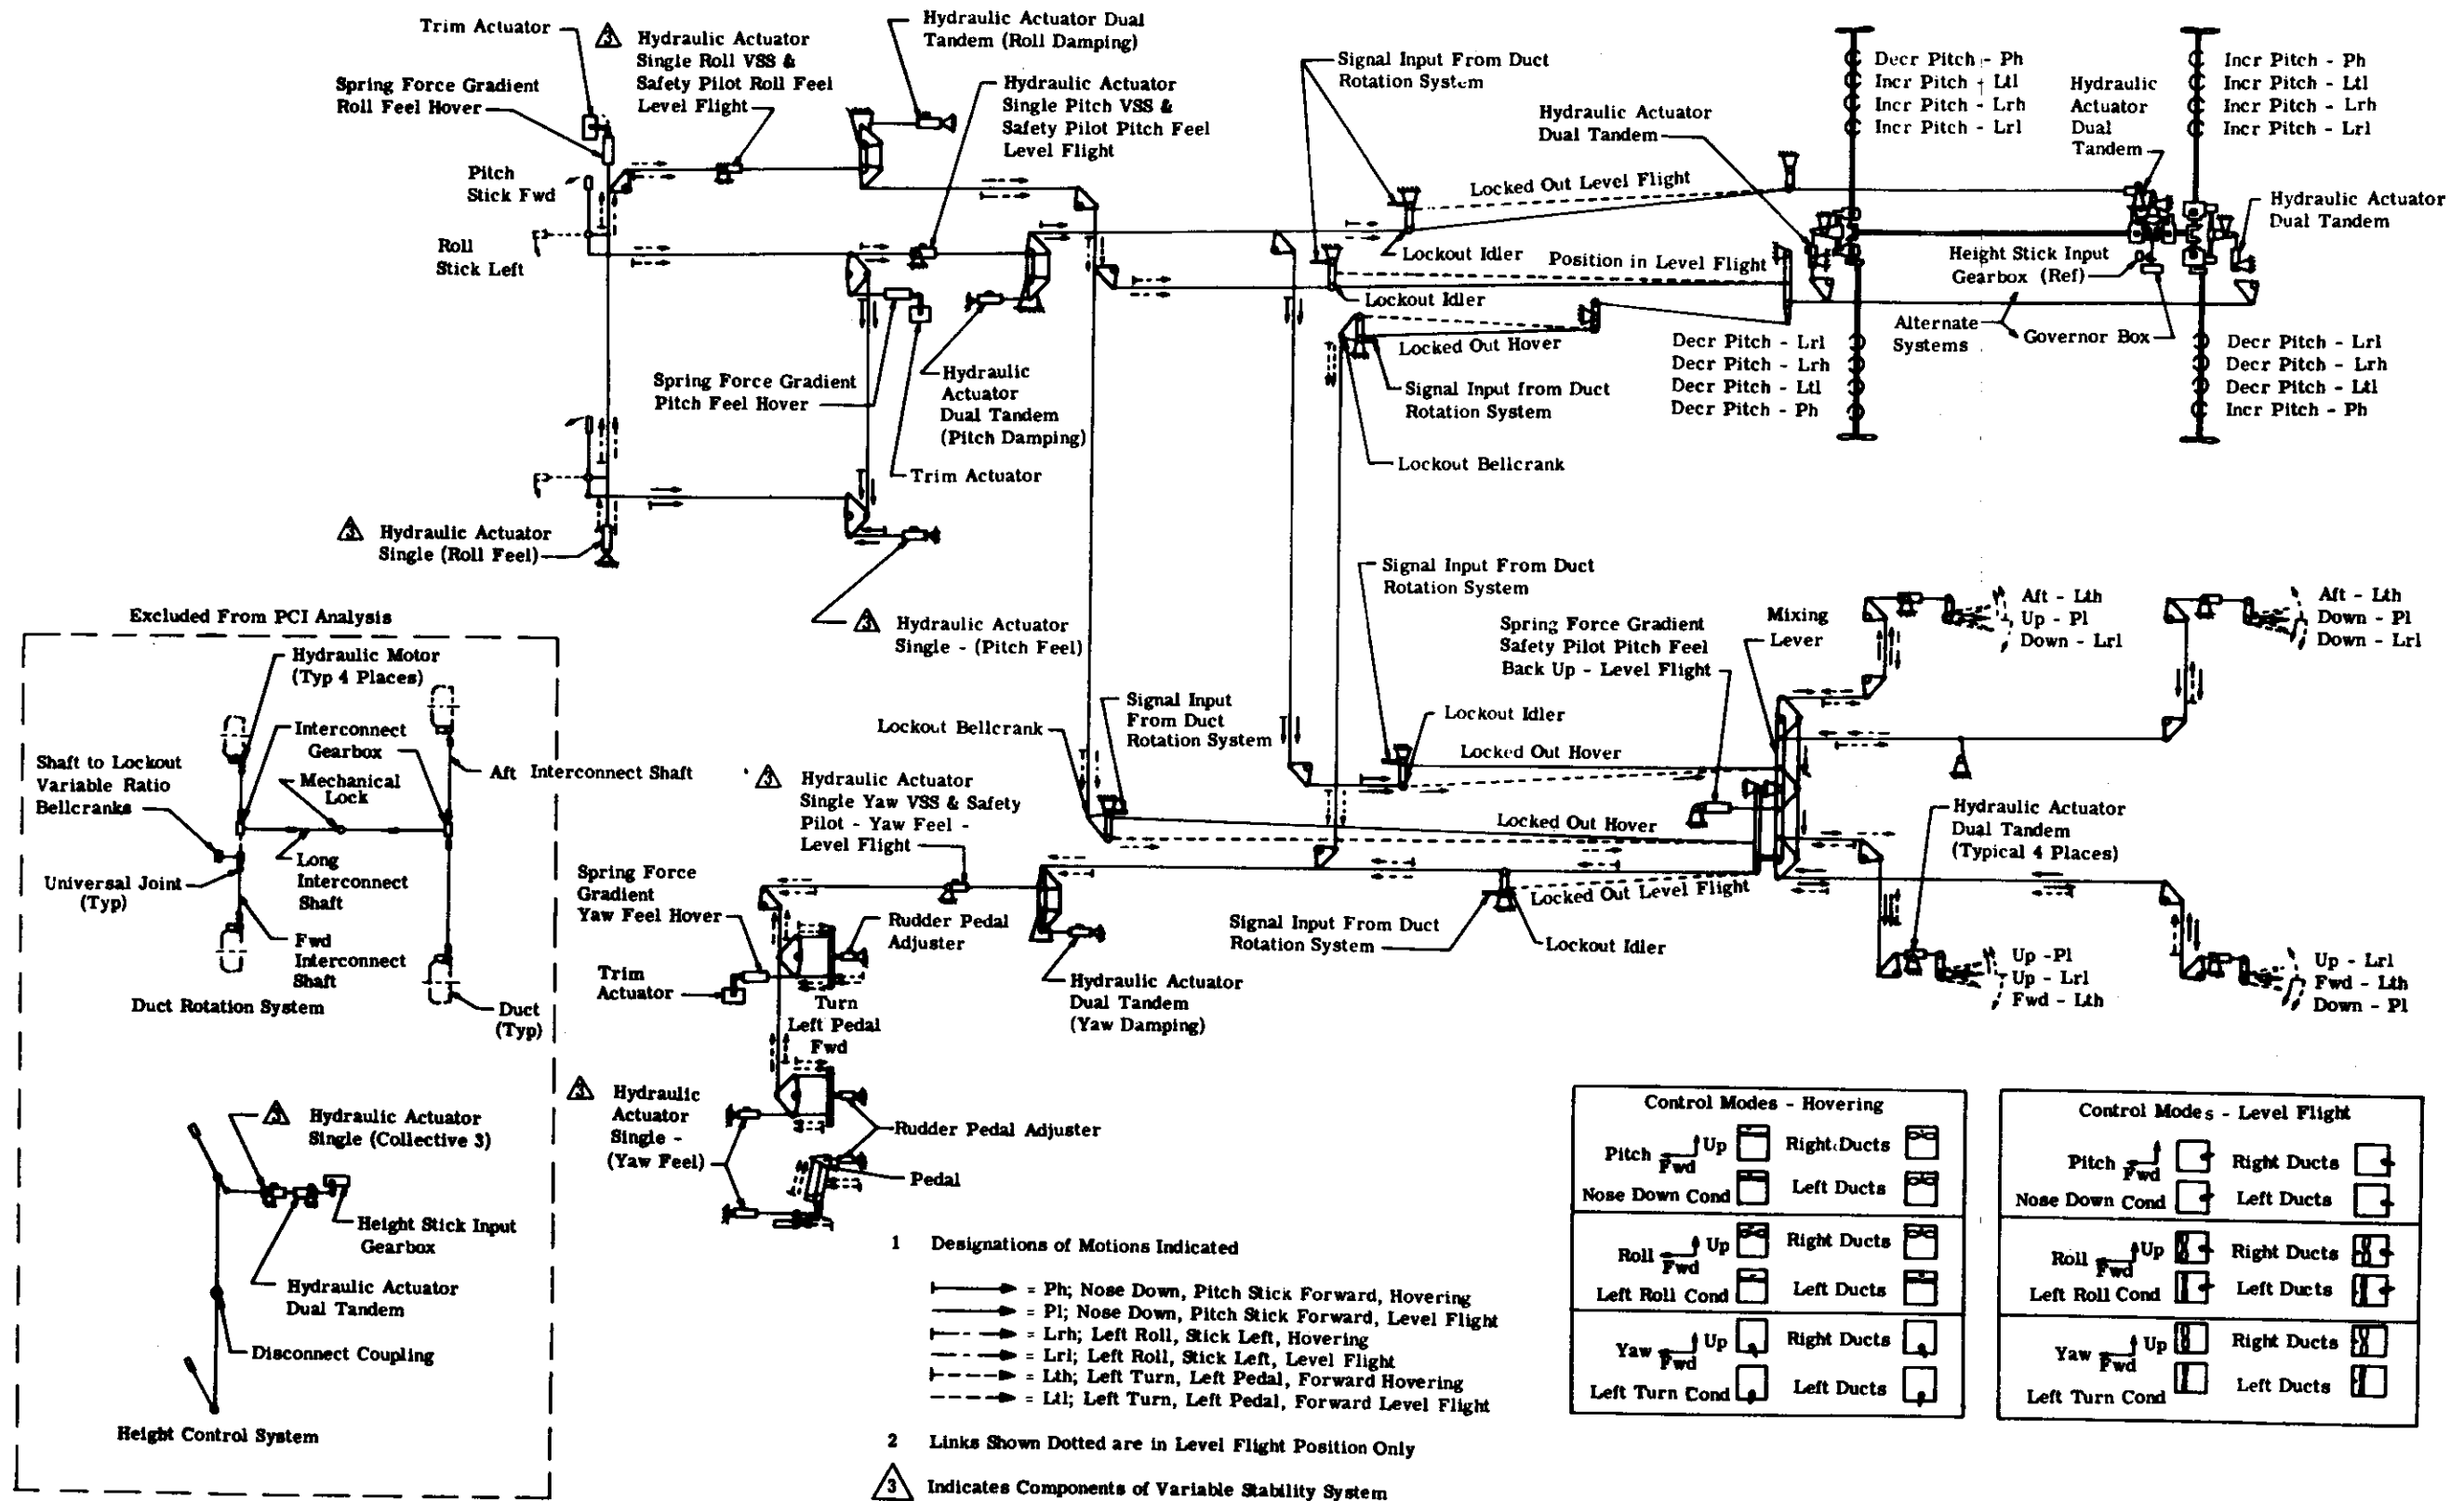 Trim Actuator
3
Hydraulic Actuator
Single Roll VSS &
Safety Pilot Roll Feel
Level Flight
Hydraulic Actuator Dual
Tandem (Roll Damping)
Spring Force Gradient
Roll Feel Hover
Hydraulic Actuator
Single Pitch VSS &
Safety Pilot Pitch Feel
Level Flight
Signal Input From Duct
Rotation System
Hydraulic Actuator
Dual Tandem
Decr Pitch - Ph
Incr Pitch - Ltl
Incr Pitch - Lrh
Incr Pitch - Lrl
Hydraulic
Actuator
Dual
Tandem
Incr Pitch - Ph
Incr Pitch - Ltl
Incr Pitch - Lrh
Incr Pitch - Lrl
Pitch
Stick Fwd
Roll
Stick Left
Locked Out Level Flight
Hydraulic Actuator
Dual Tandem
Lockout Idler
Position in Level Flight
Height Stick Input
Gearbox (Ref)
Lockout Idler
Locked Out Hover
Alternate
Systems
Governor Box
Spring Force Gradient
Pitch Feel Hover
Hydraulic
Actuator
Dual Tandem
(Pitch Damping)
Signal Input from Duct
Rotation System
Decr Pitch - Lrl
Decr Pitch - Lrh
Decr Pitch - Ltl
Decr Pitch - Ph
Decr Pitch - Lrl
Decr Pitch - Lrh
Decr Pitch - Ltl
Incr Pitch - Ph
Trim Actuator
Lockout Bellcrank
3
Hydraulic Actuator
Single (Roll Feel)
3
Hydraulic Actuator
Single - (Pitch Feel)
Signal Input From Duct
Rotation System
Spring Force Gradient
Safety Pilot Pitch Feel
Back Up - Level Flight
Mixing
Lever
Aft - Lth
Up - Pl
Down - Lrl
Aft - Lth
Down - Pl
Down - Lrl
Excluded From PCI Analysis
Hydraulic Motor
(Typ 4 Places)
Interconnect
Gearbox
Shaft to Lockout
Variable Ratio
Bellcranks
Mechanical
Lock
Aft Interconnect Shaft
Long
Interconnect
Shaft
Universal Joint
(Typ)
Fwd
Interconnect
Shaft
Duct
(Typ)
Duct Rotation System
Lockout Bellcrank
Signal Input
From Duct
Rotation System
Lockout Idler
Locked Out Hover
3
Hydraulic Actuator
Single Yaw VSS & Safety
Pilot - Yaw Feel -
Level Flight
Locked Out Hover
Hydraulic Actuator
Dual Tandem
(Typical 4 Places)
Spring Force
Gradient
Yaw Feel Hover
Rudder Pedal
Adjuster
Locked Out Level Flight
Signal Input From Duct
Rotation System
Lockout Idler
Trim
Actuator
Turn
Left Pedal
Fwd
Hydraulic Actuator
Dual Tandem
(Yaw Damping)
Up -Pl
Up - Lrl
Fwd - Lth
Up - Lrl
Fwd - Lth
Down - Pl
3
Hydraulic
Actuator
Single -
(Yaw Feel)
Rudder Pedal Adjuster
Pedal
3
Hydraulic Actuator
Single (Collective 3)
Height Stick Input
Gearbox
Hydraulic Actuator
Dual Tandem
Disconnect Coupling
Height Control System
1 Designations of Motions Indicated
= Ph; Nose Down, Pitch Stick Forward, Hovering
= Pl; Nose Down, Pitch Stick Forward, Level Flight
= Lrh; Left Roll, Stick Left, Hovering
= Lrl; Left Roll, Stick Left, Level Flight
= Lth; Left Turn, Left Pedal, Forward Hovering
= Ltl; Left Turn, Left Pedal, Forward Level Flight
2 Links Shown Dotted are in Level Flight Position Only
3 Indicates Components of Variable Stability System
Control Modes - Hovering
Pitch Up Right Ducts
Fwd
Nose Down Cond Left Ducts
Roll Up Right Ducts
Fwd
Left Roll Cond Left Ducts
Yaw Up Right Ducts
Fwd
Left Turn Cond Left Ducts
Control Modes - Level Flight
Pitch Right Ducts
Fwd
Nose Down Cond Left Ducts
Roll Up Right Ducts
Fwd
Left Roll Cond Left Ducts
Yaw Up Right Ducts
Fwd
Left Turn Cond Left Ducts